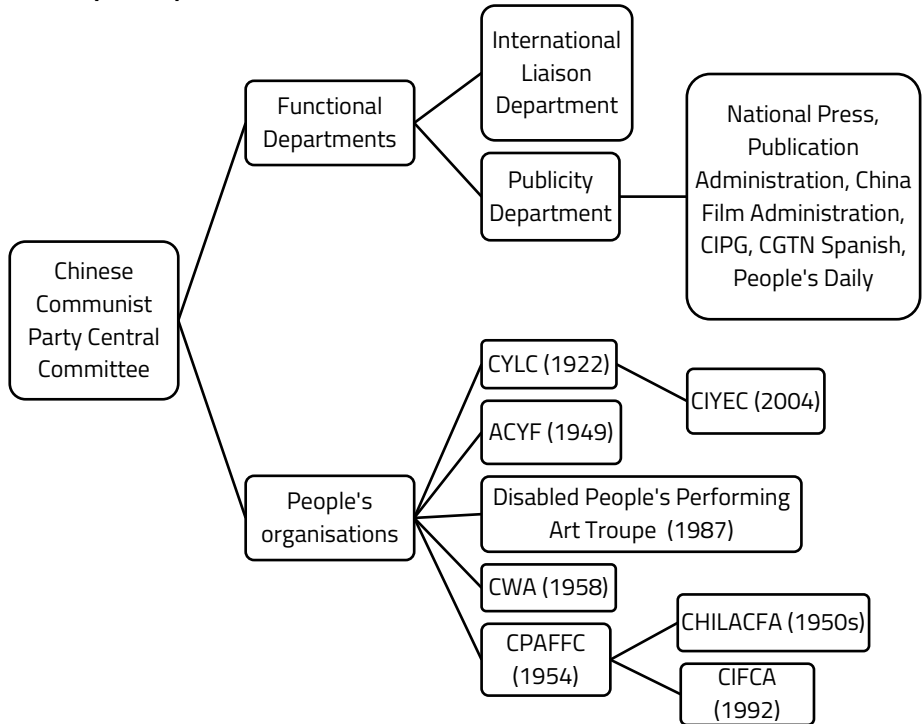 Chinese
Communist
Party Central
Committee
Functional
Departments
International
Liaison
Department
Publicity
Department
National Press,
Publication
Administration, China
Film Administration,
CIPG, CGTN Spanish,
People's Daily
People's
organisations
CYLC (1922)
CIYEC (2004)
ACYF (1949)
Disabled People's Performing
Art Troupe (1987)
CWA (1958)
CPAFFC
(1954)
CHILACFA (1950s)
CIFCA
(1992)